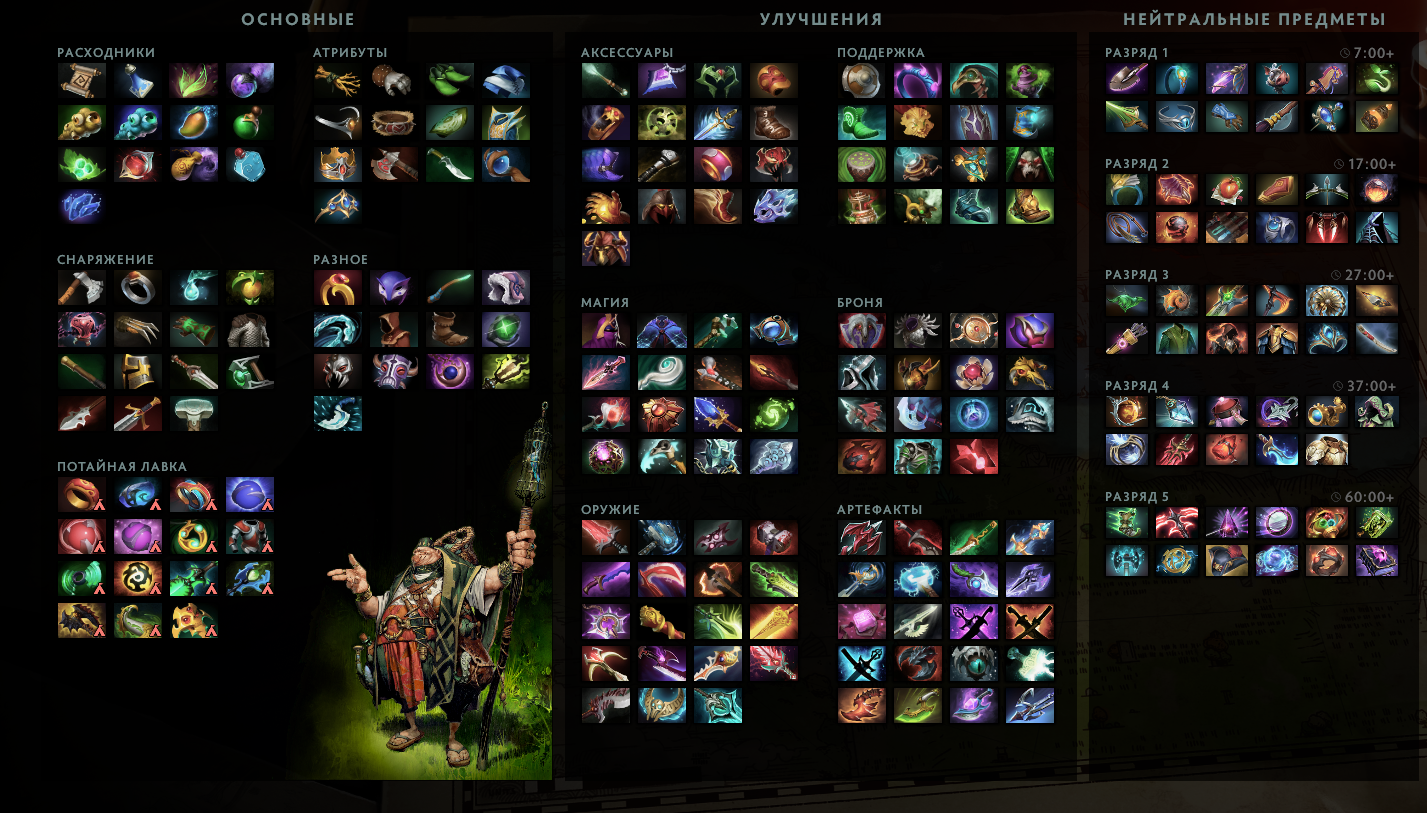 ОСНОВНЫЕ
РАСХОДНИКИ
АТРИБУТЫ
СНАРЯЖЕНИЕ
РАЗНОЕ
ПОТАЙНАЯ ЛАВКА
УЛУЧШЕНИЯ
АКСЕССУАРЫ
ПОДДЕРЖКА
МАГИЯ
БРОНЯ
ОРУЖИЕ
АРТЕФАКТЫ
НЕЙТРАЛЬНЫЕ ПРЕДМЕТЫ
РАЗРЯД 1 7:00+
РАЗРЯД 2 17:00+
РАЗРЯД 3 27:00+
РАЗРЯД 4 37:00+
РАЗРЯД 5 60:00+